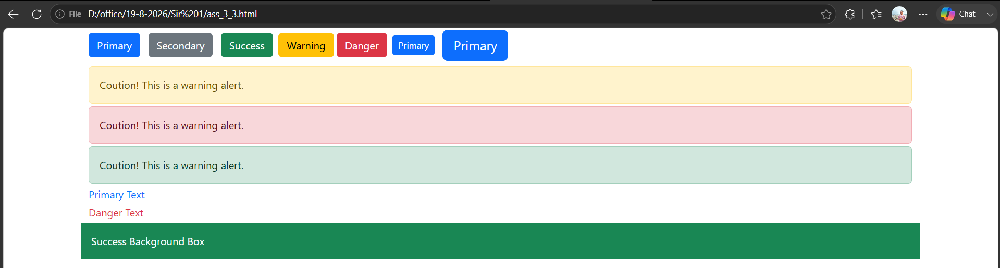 File D:/office/19-8-2026/Sir%201/ass_3_3.html
Chat
Primary Secondary Success Warning Danger Primary Primary
Coution! This is a warning alert.
Coution! This is a warning alert.
Coution! This is a warning alert.
Primary Text
Danger Text
Success Background Box